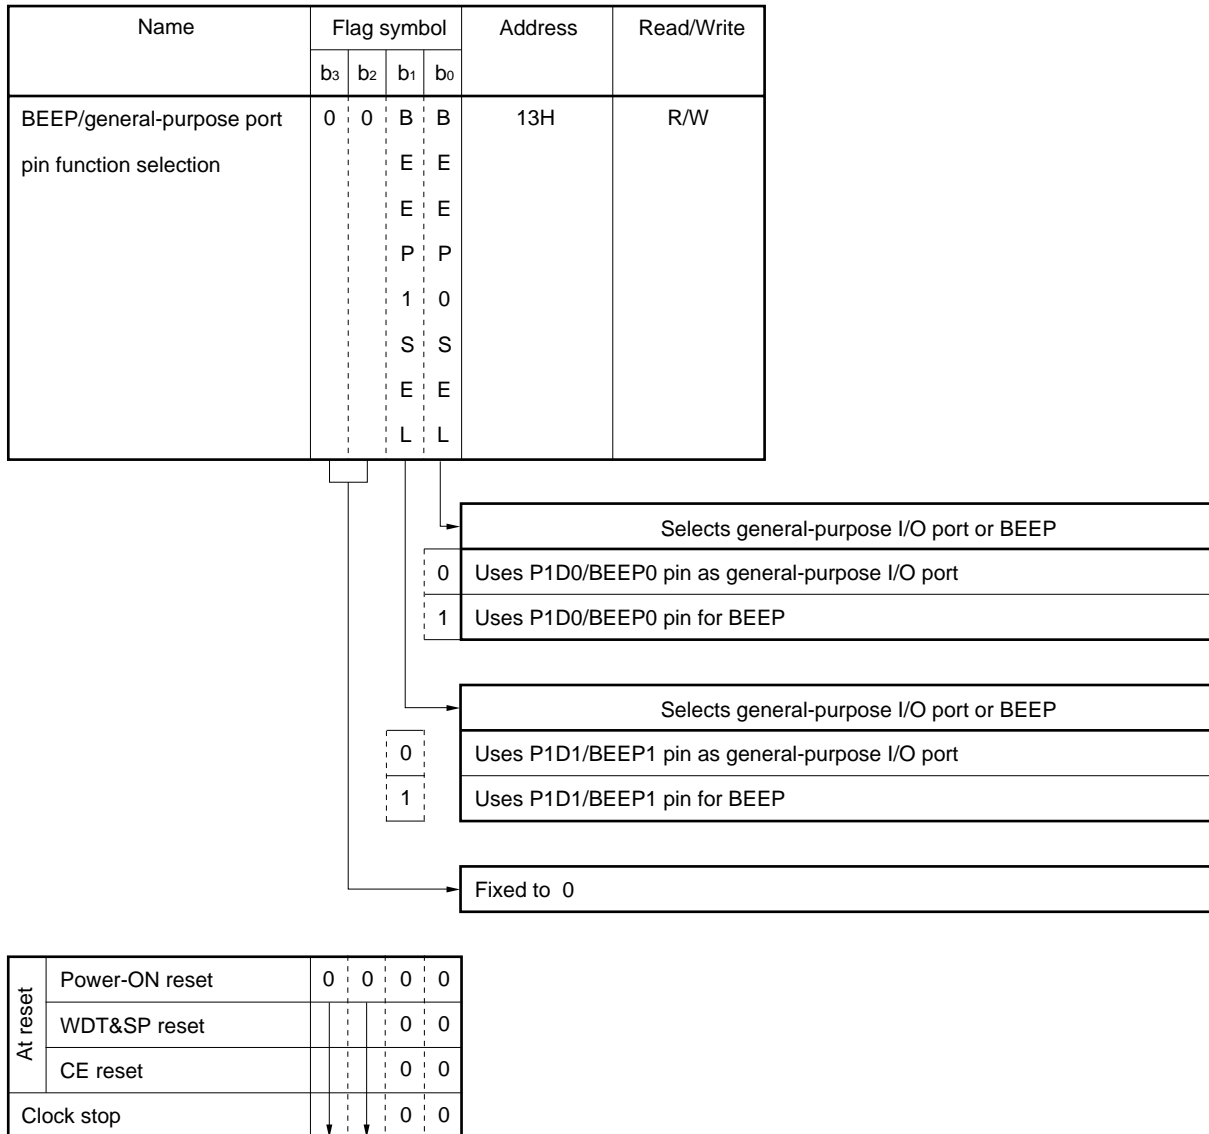 Name Flag symbol Address Read/Write
b3 b2 b1 b0
BEEP/general-purpose port 0 0 B B 13H R/W
pin function selection E E
E E
P P
1 0
S S
E E
L L
Selects general-purpose I/O port or BEEP
0 Uses P1D0/BEEP0 pin as general-purpose I/O port
1 Uses P1D0/BEEP0 pin for BEEP
Selects general-purpose I/O port or BEEP
0 Uses P1D1/BEEP1 pin as general-purpose I/O port
1 Uses P1D1/BEEP1 pin for BEEP
Fixed to 0
At reset
Power-ON reset 0 0 0 0
WDT&SP reset 0 0
CE reset 0 0
Clock stop 0 0